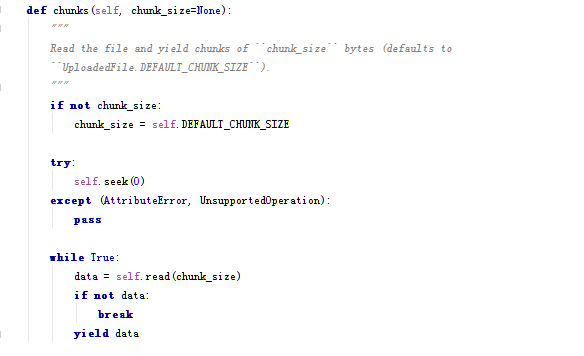 def chunks(self, chunk_size=None):
"""
Read the file and yield chunks of ``chunk_size`` bytes (defaults to
``UploadedFile.DEFAULT_CHUNK_SIZE``).
"""
if not chunk_size:
chunk_size = self.DEFAULT_CHUNK_SIZE
try:
self.seek(0)
except (AttributeError, UnsupportedOperation):
pass
while True:
data = self.read(chunk_size)
if not data:
break
yield data